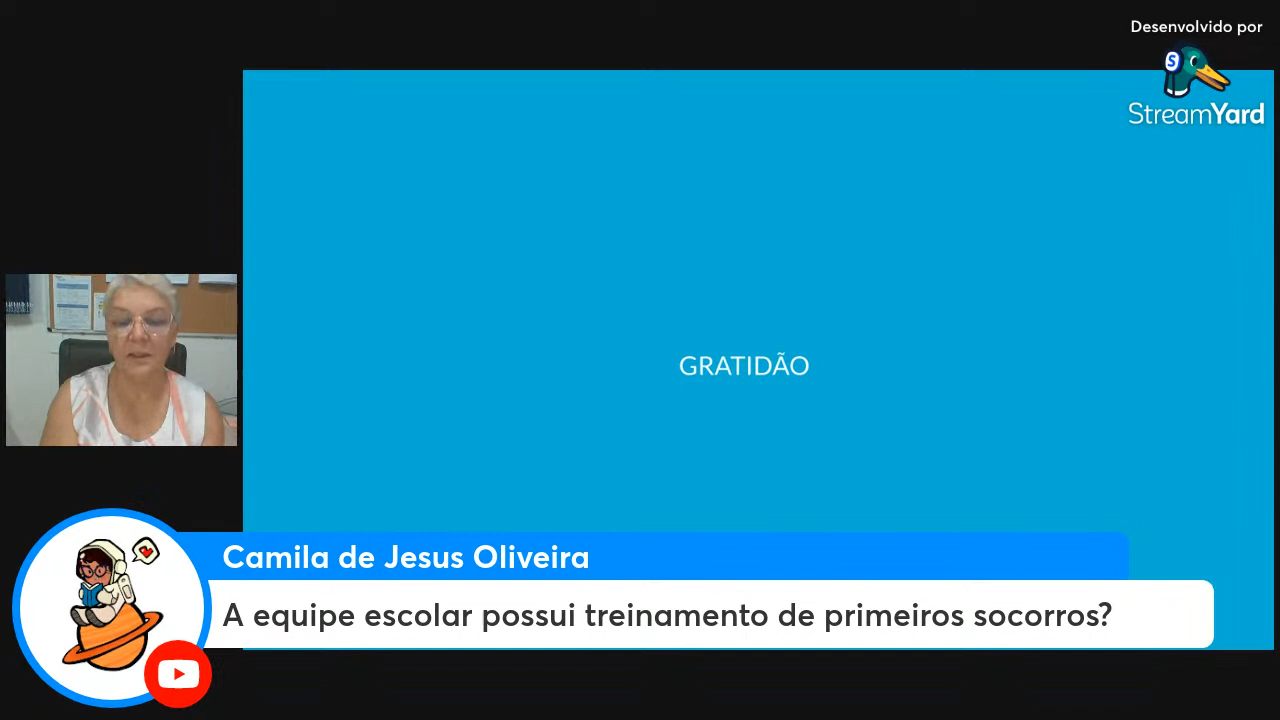 Desenvolvido por
StreamYard
GRATIDÃO
Camila de Jesus Oliveira
A equipe escolar possui treinamento de primeiros socorros?